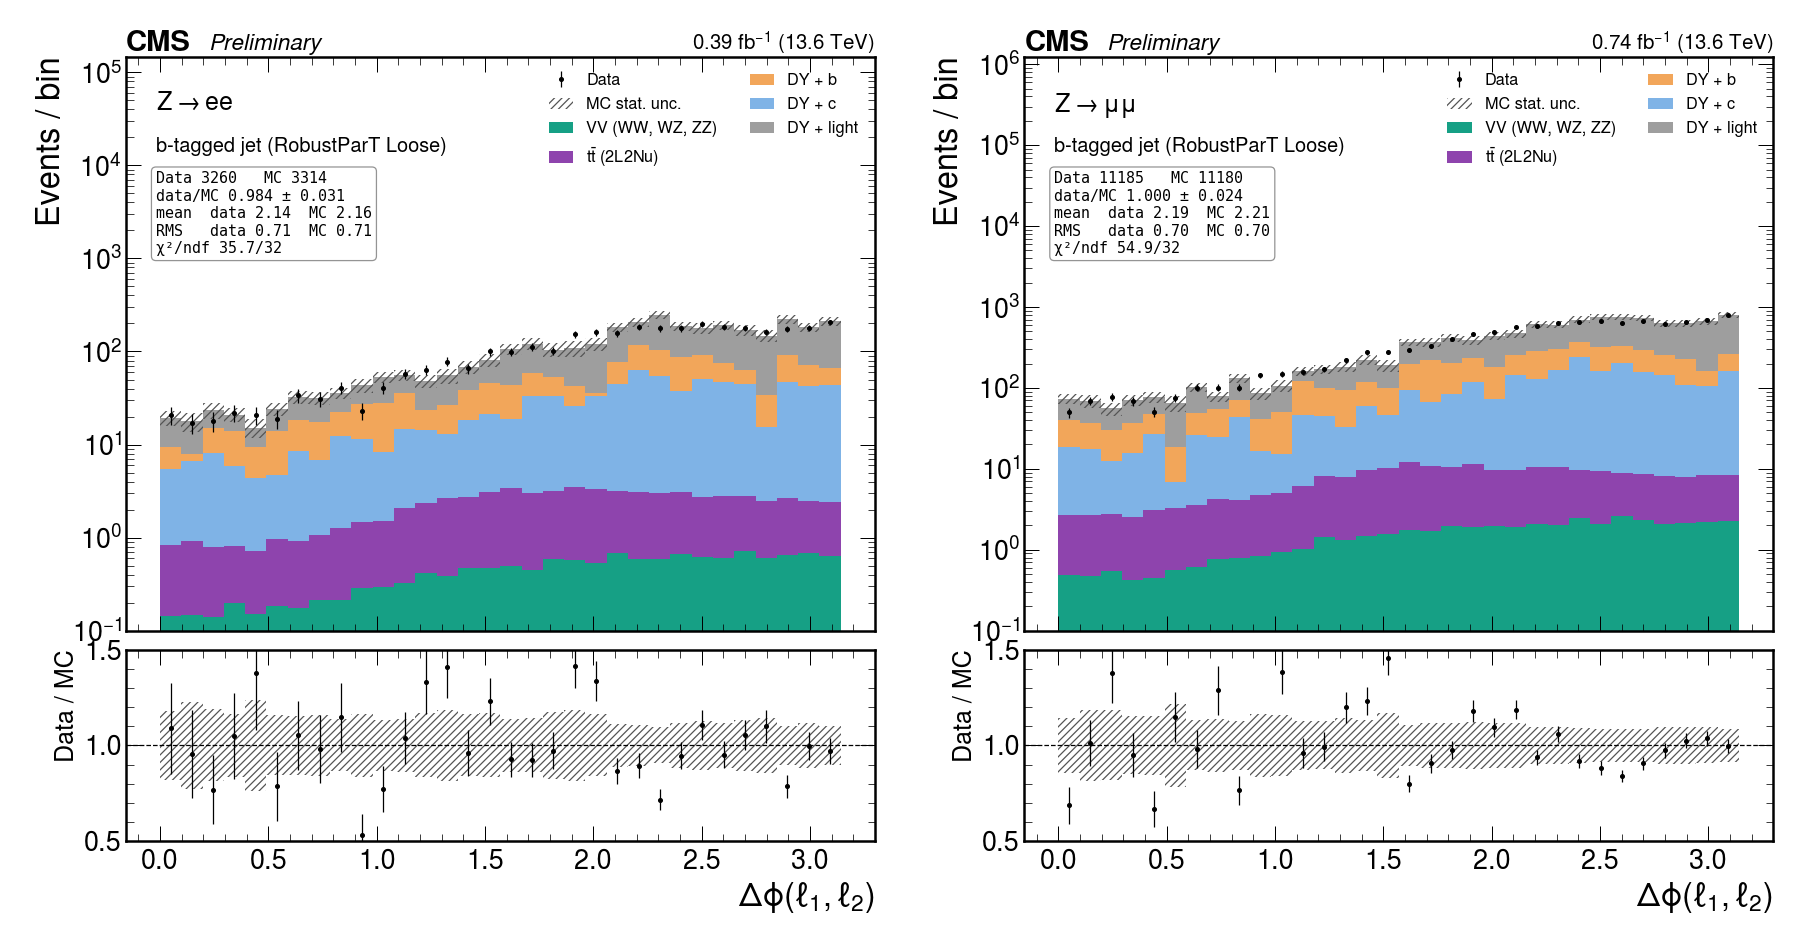 CMS Preliminary 0.39 fb⁻¹ (13.6 TeV)
Events / bin
10⁵
10⁴
10³
10²
10¹
10⁰
10⁻¹
Z → ee
b-tagged jet (RobustParT Loose)
Data 3260   MC 3314
data/MC 0.984 ± 0.031
mean  data 2.14  MC 2.16
RMS   data 0.71  MC 0.71
χ²/ndf 35.7/32
Data
MC stat. unc.
VV (WW, WZ, ZZ)
tt̄ (2L2Nu)
DY + b
DY + c
DY + light
Data / MC
1.5
1.0
0.5
0.0 0.5 1.0 1.5 2.0 2.5 3.0
Δϕ(ℓ₁, ℓ₂)
CMS Preliminary 0.74 fb⁻¹ (13.6 TeV)
Events / bin
10⁶
10⁵
10⁴
10³
10²
10¹
10⁰
10⁻¹
Z → μμ
b-tagged jet (RobustParT Loose)
Data 11185   MC 11180
data/MC 1.000 ± 0.024
mean  data 2.19  MC 2.21
RMS   data 0.70  MC 0.70
χ²/ndf 54.9/32
Data
MC stat. unc.
VV (WW, WZ, ZZ)
tt̄ (2L2Nu)
DY + b
DY + c
DY + light
Data / MC
1.5
1.0
0.5
0.0 0.5 1.0 1.5 2.0 2.5 3.0
Δϕ(ℓ₁, ℓ₂)